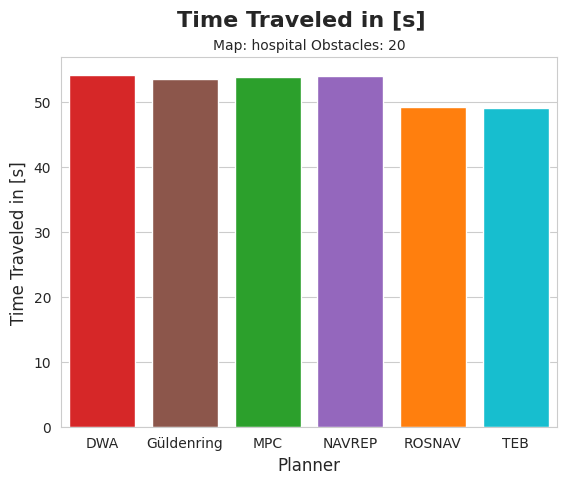 Time Traveled in [s]
Map: hospital Obstacles: 20
Time Traveled in [s]
50
40
30
20
10
0
DWA Güldenring MPC NAVREP ROSNAV TEB
Planner